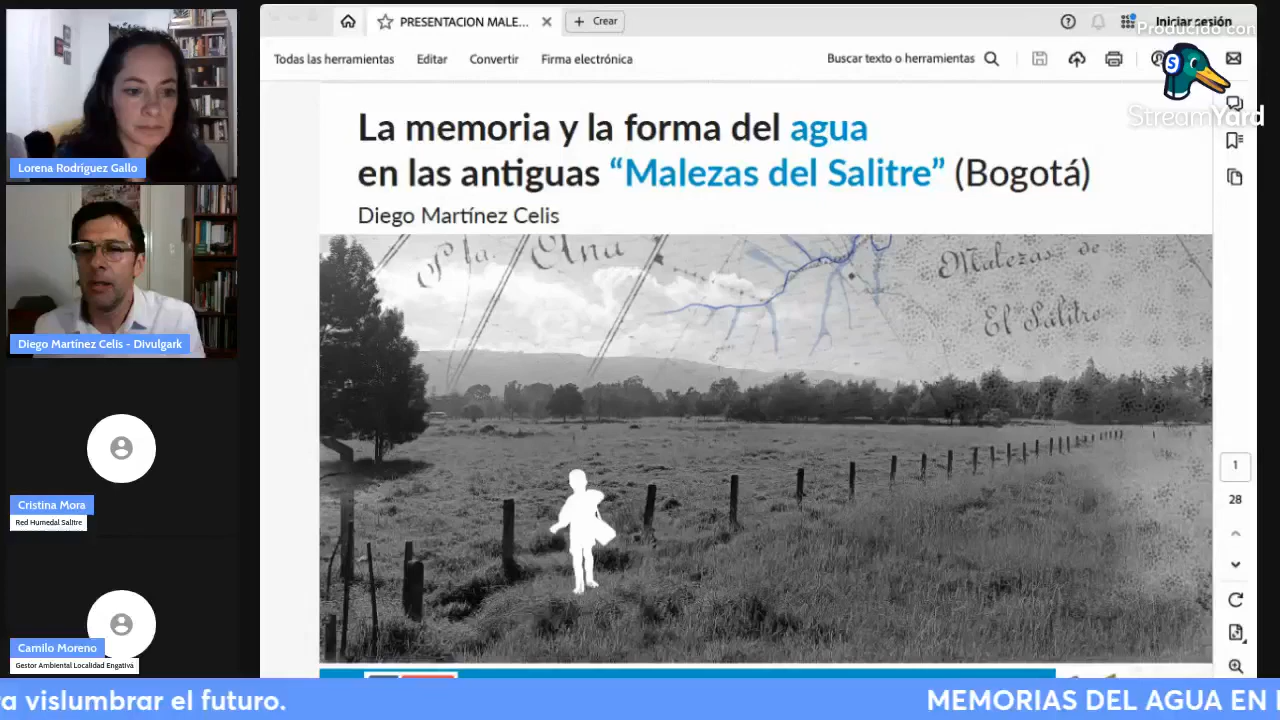 PRESENTACION MALE...
Crear
Iniciar sesión
Producido con
StreamYard
Todas las herramientas
Editar
Convertir
Firma electrónica
Buscar texto o herramientas
La memoria y la forma del agua
en las antiguas “Malezas del Salitre” (Bogotá)
Diego Martínez Celis
Sta. Ana
Malezas de
El Salitre
Lorena Rodríguez Gallo
Diego Martínez Celis - Divulgark
Cristina Mora
Red Humedal Salitre
Camilo Moreno
Gestor Ambiental Localidad Engativá
1
28
ra vislumbrar el futuro.
MEMORIAS DEL AGUA EN